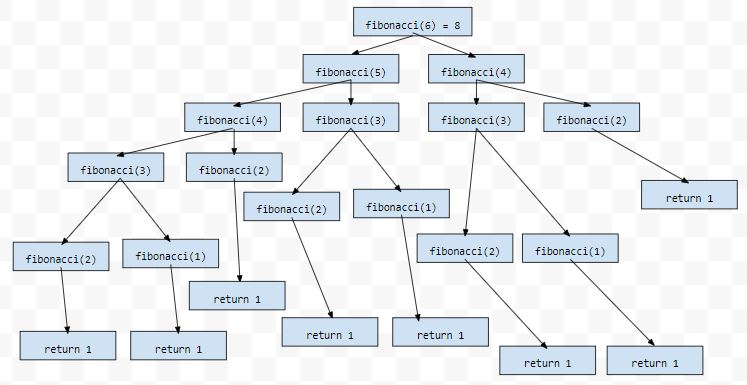 fibonacci(6) = 8
fibonacci(5)
fibonacci(4)
fibonacci(4)
fibonacci(3)
fibonacci(3)
fibonacci(2)
fibonacci(3)
fibonacci(2)
fibonacci(2)
fibonacci(1)
return 1
fibonacci(2)
fibonacci(1)
fibonacci(2)
fibonacci(1)
return 1
return 1
return 1
return 1
return 1
return 1
return 1